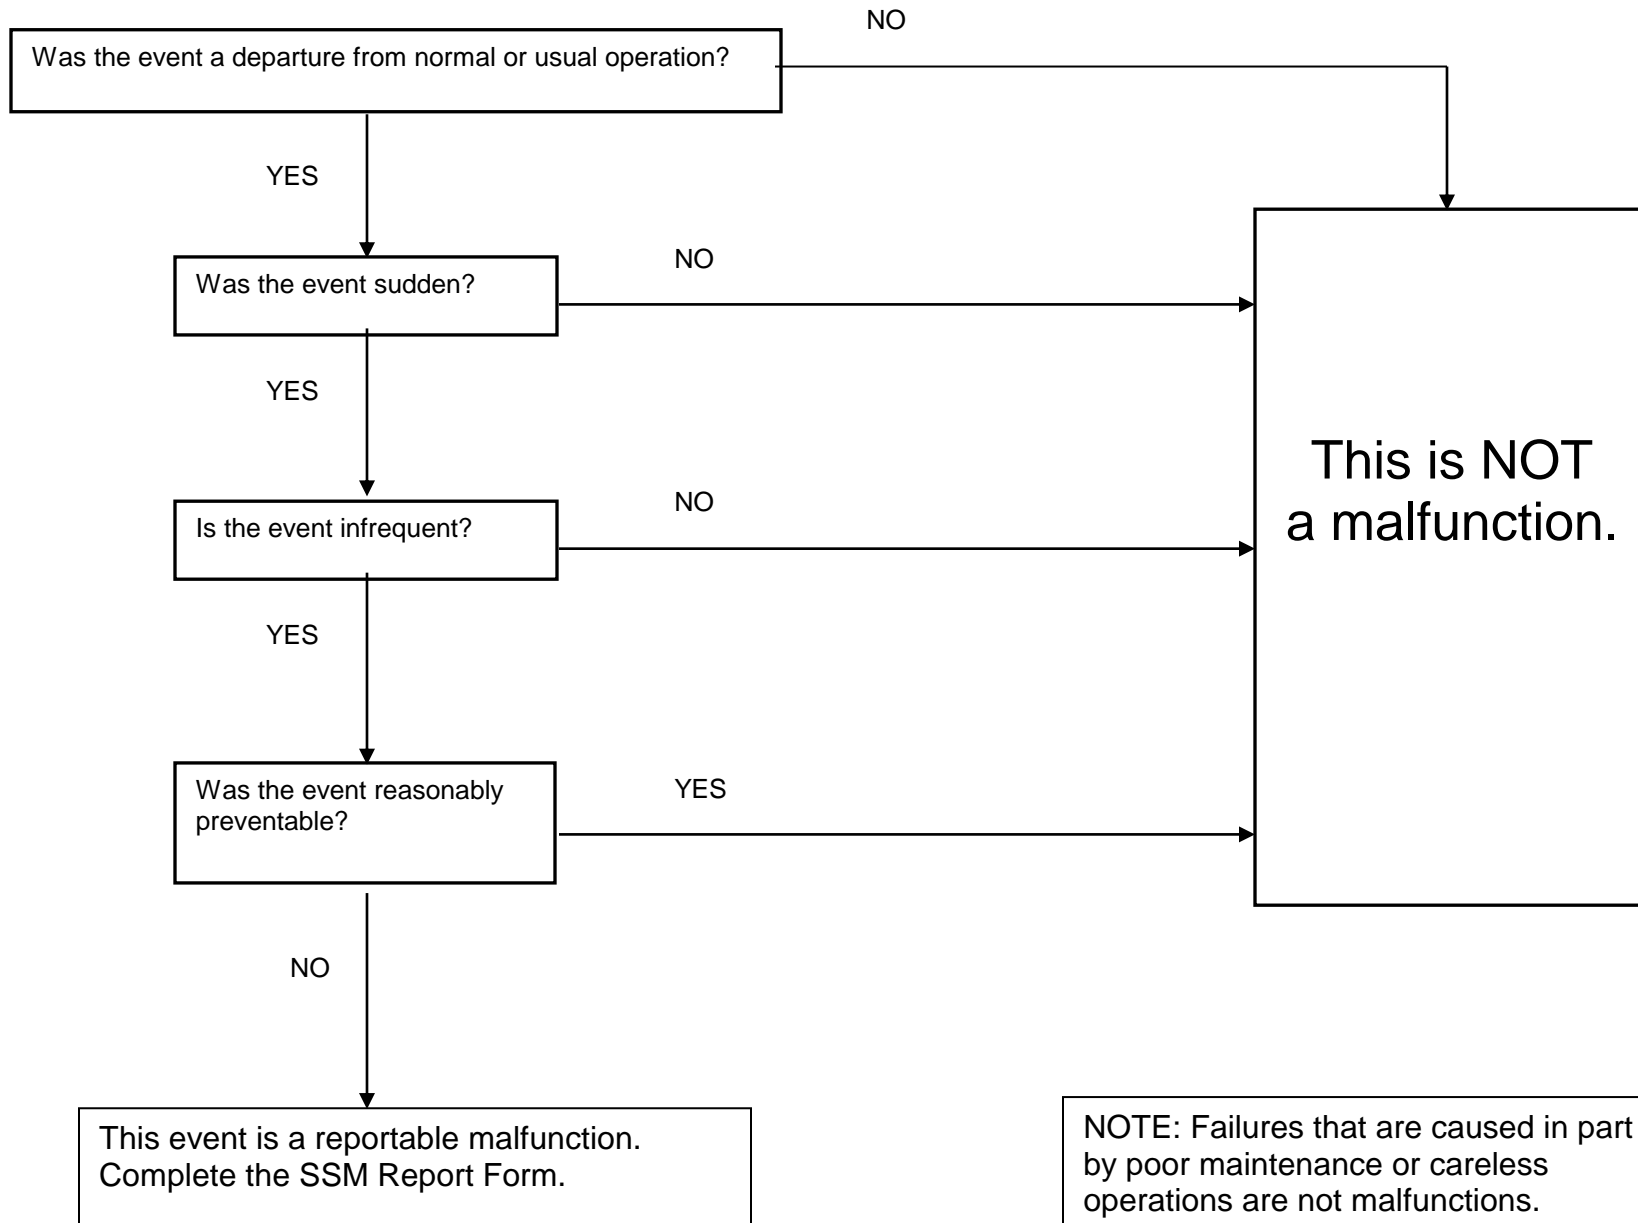 NO
Was the event a departure from normal or usual operation?
YES
Was the event sudden?
NO
YES
Is the event infrequent?
NO
This is NOT
a malfunction.
YES
Was the event reasonably
preventable?
YES
NO
This event is a reportable malfunction.
Complete the SSM Report Form.
NOTE: Failures that are caused in part
by poor maintenance or careless
operations are not malfunctions.